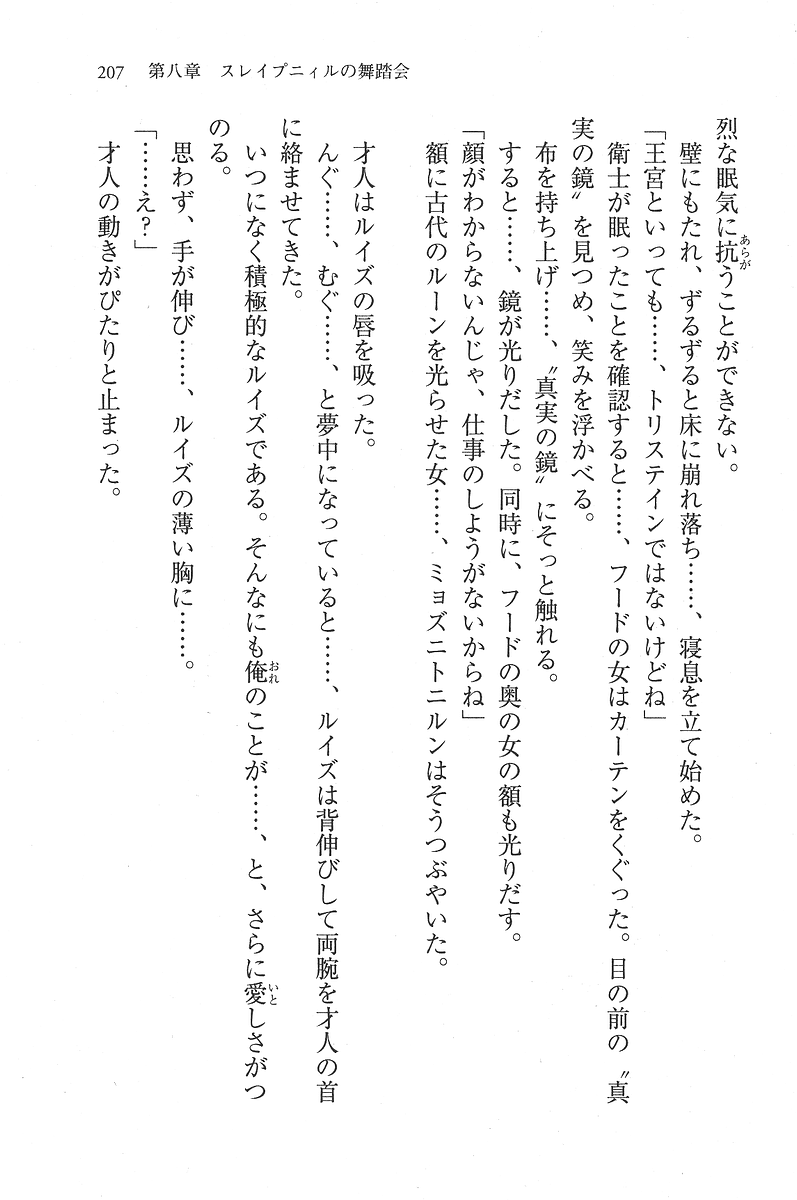 207　第八章　スレイプニィルの舞踏会
烈な眠気に抗うことができない。
　壁にもたれ、ずるずると床に崩れ落ち……、寝息を立て始めた。
「王宮といっても……、トリステインではないけどね」
　衛士が眠ったことを確認すると……、フードの女はカーテンをくぐった。目の前の〝真
実の鏡〟を見つめ、笑みを浮かべる。
　布を持ち上げ……、〝真実の鏡〟にそっと触れる。
　すると……、鏡が光りだした。同時に、フードの奥の女の額も光りだす。
「顔がわからないんじゃ、仕事のしようがないからね」
　額に古代のルーンを光らせた女……、ミョズニトニルンはそうつぶやいた。
　才人はルイズの唇を吸った。
　んぐ……、むぐ……、と夢中になっていると……、ルイズは背伸びして両腕を才人の首
に絡ませてきた。
　いつになく積極的なルイズである。そんなにも俺のことが……、と、さらに愛しさがつ
のる。
　思わず、手が伸び……、ルイズの薄い胸に……。
「……え？」
　才人の動きがぴたりと止まった。